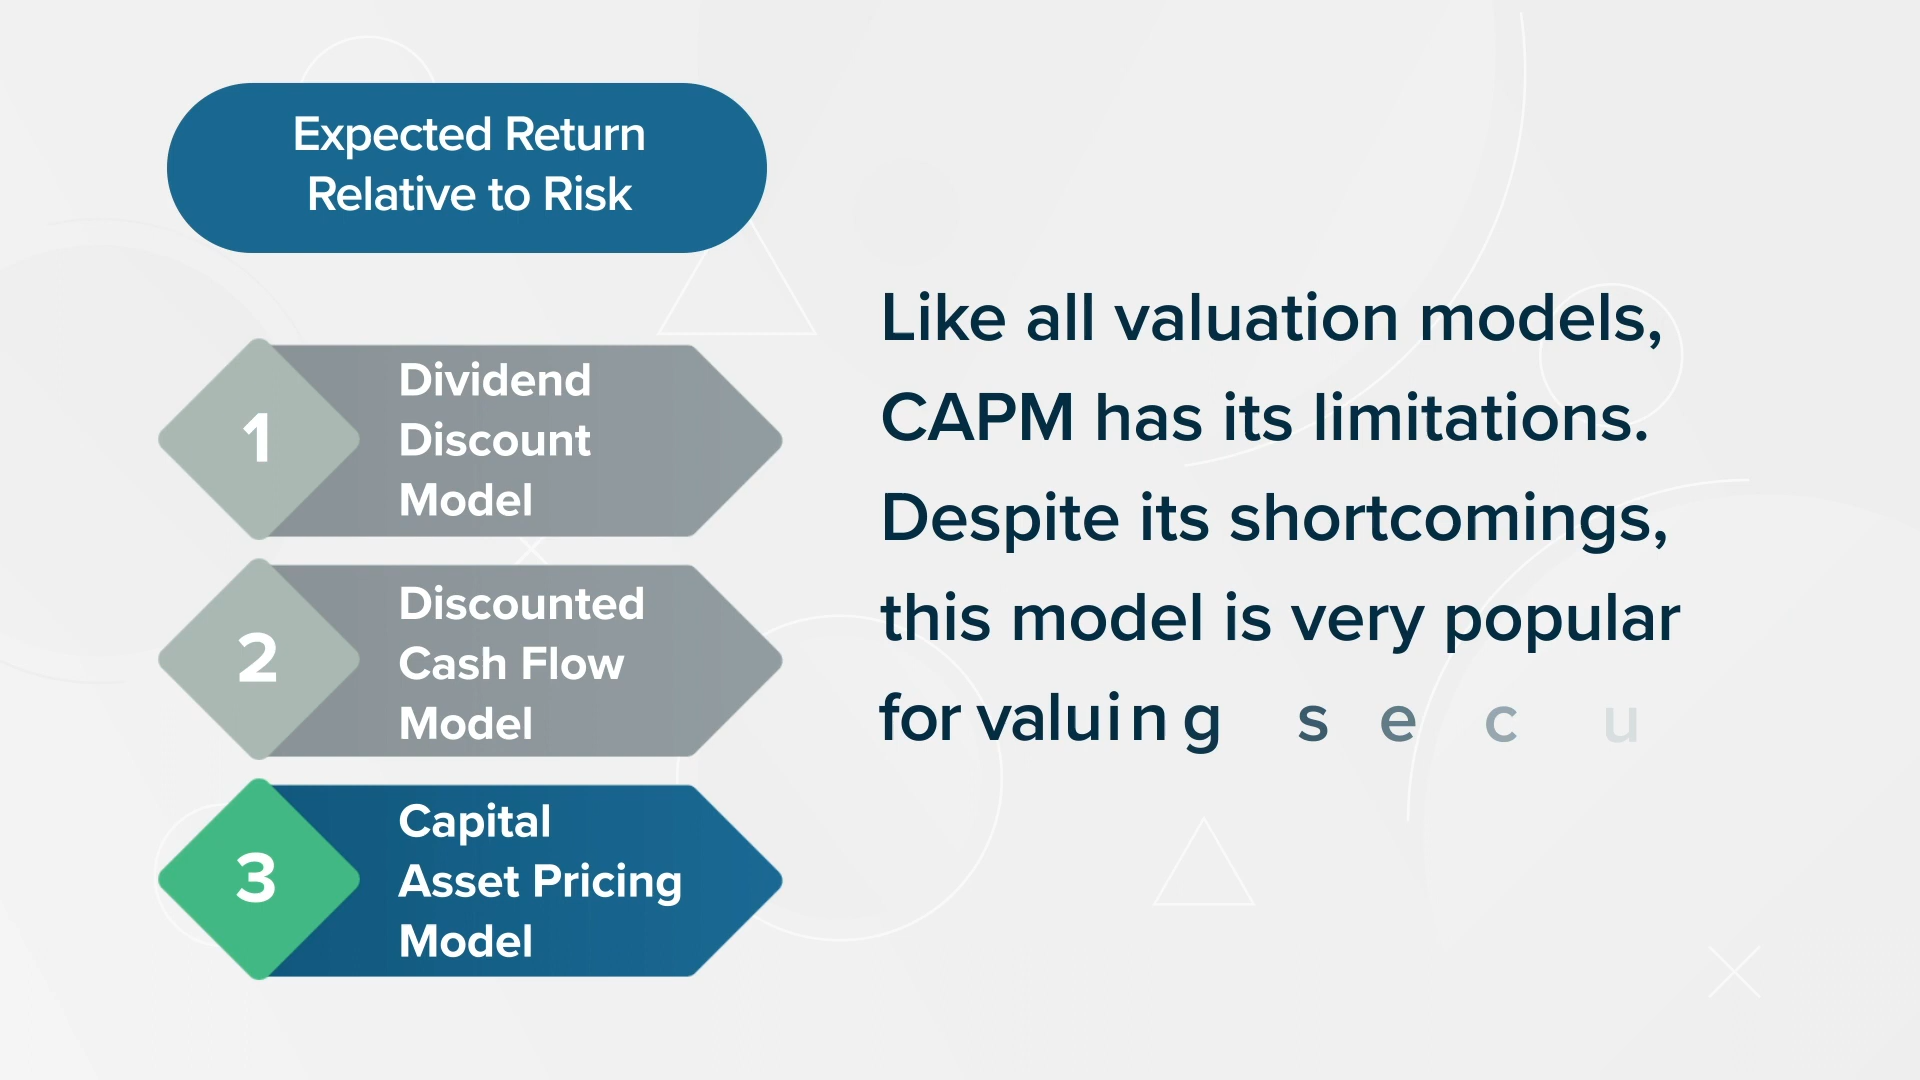 Expected Return
Relative to Risk
1
Dividend
Discount
Model
2
Discounted
Cash Flow
Model
3
Capital
Asset Pricing
Model
Like all valuation models,
CAPM has its limitations.
Despite its shortcomings,
this model is very popular
for valuing secu